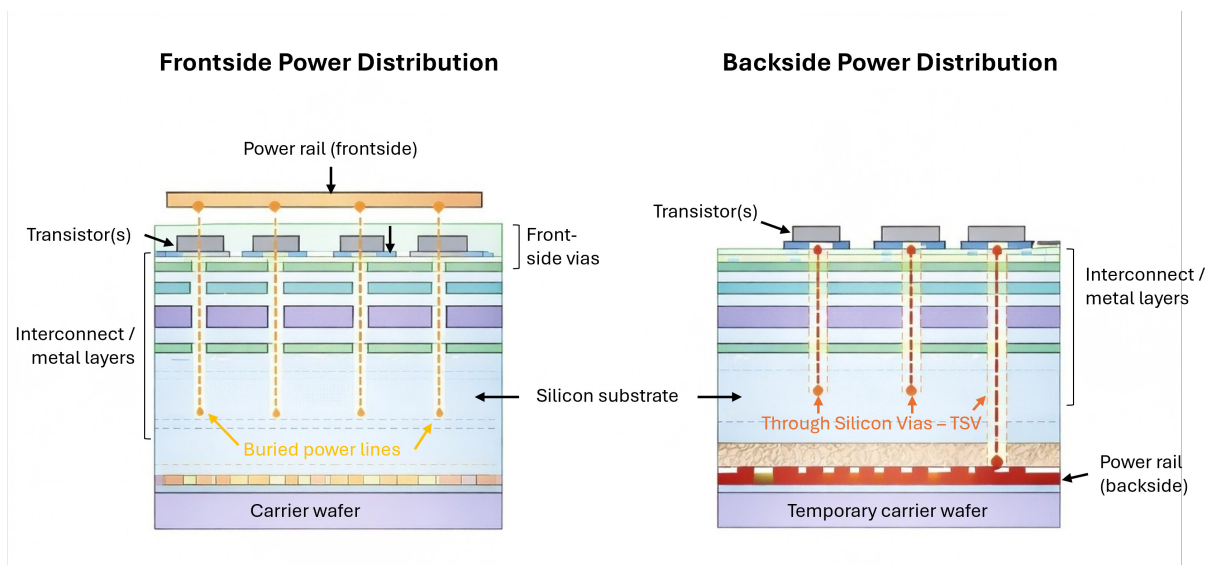 Frontside Power Distribution
Backside Power Distribution
Power rail (frontside)
Transistor(s)
Front-
side vias
Interconnect /
metal layers
Buried power lines
Carrier wafer
Silicon substrate
Transistor(s)
Interconnect /
metal layers
Through Silicon Vias – TSV
Power rail
(backside)
Temporary carrier wafer